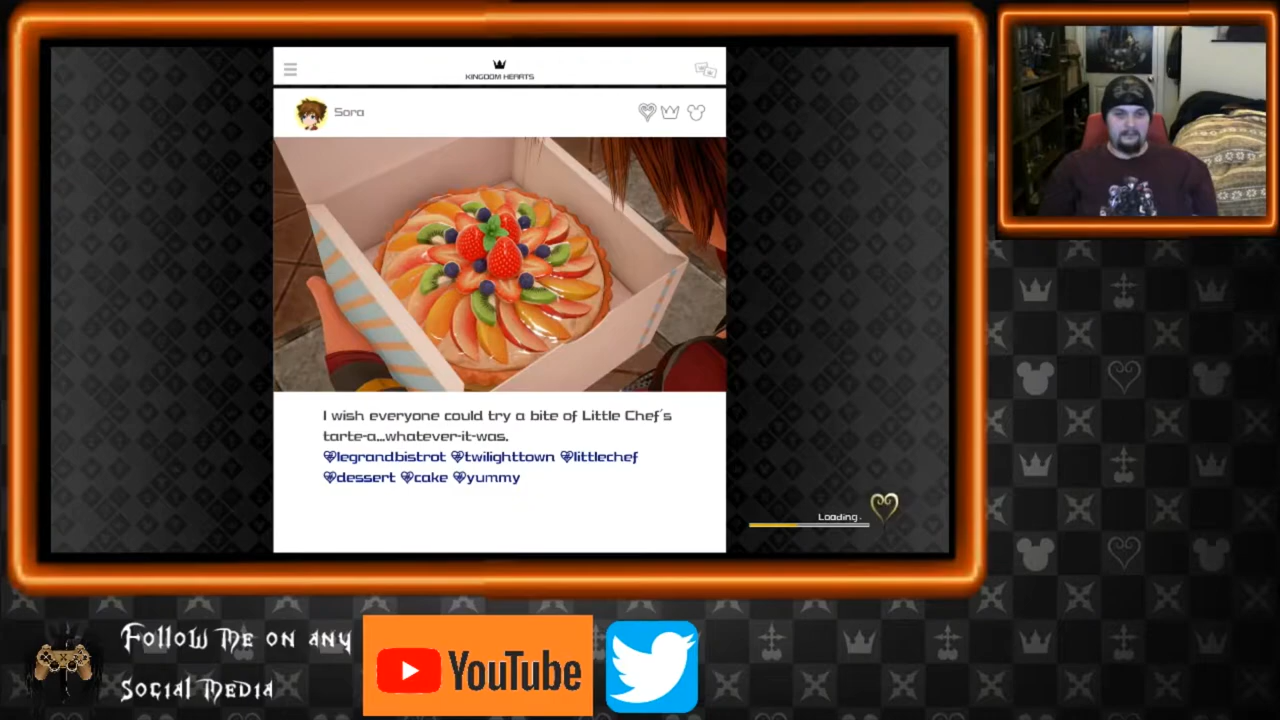 KINGDOM HEARTS
Sora
I wish everyone could try a bite of Little Chef's
tarte-a...whatever-it-was.
legrandbistrot twilighttown littlechef
dessert cake yummy
Loading.
Follow Me on any
Social Media
YouTube